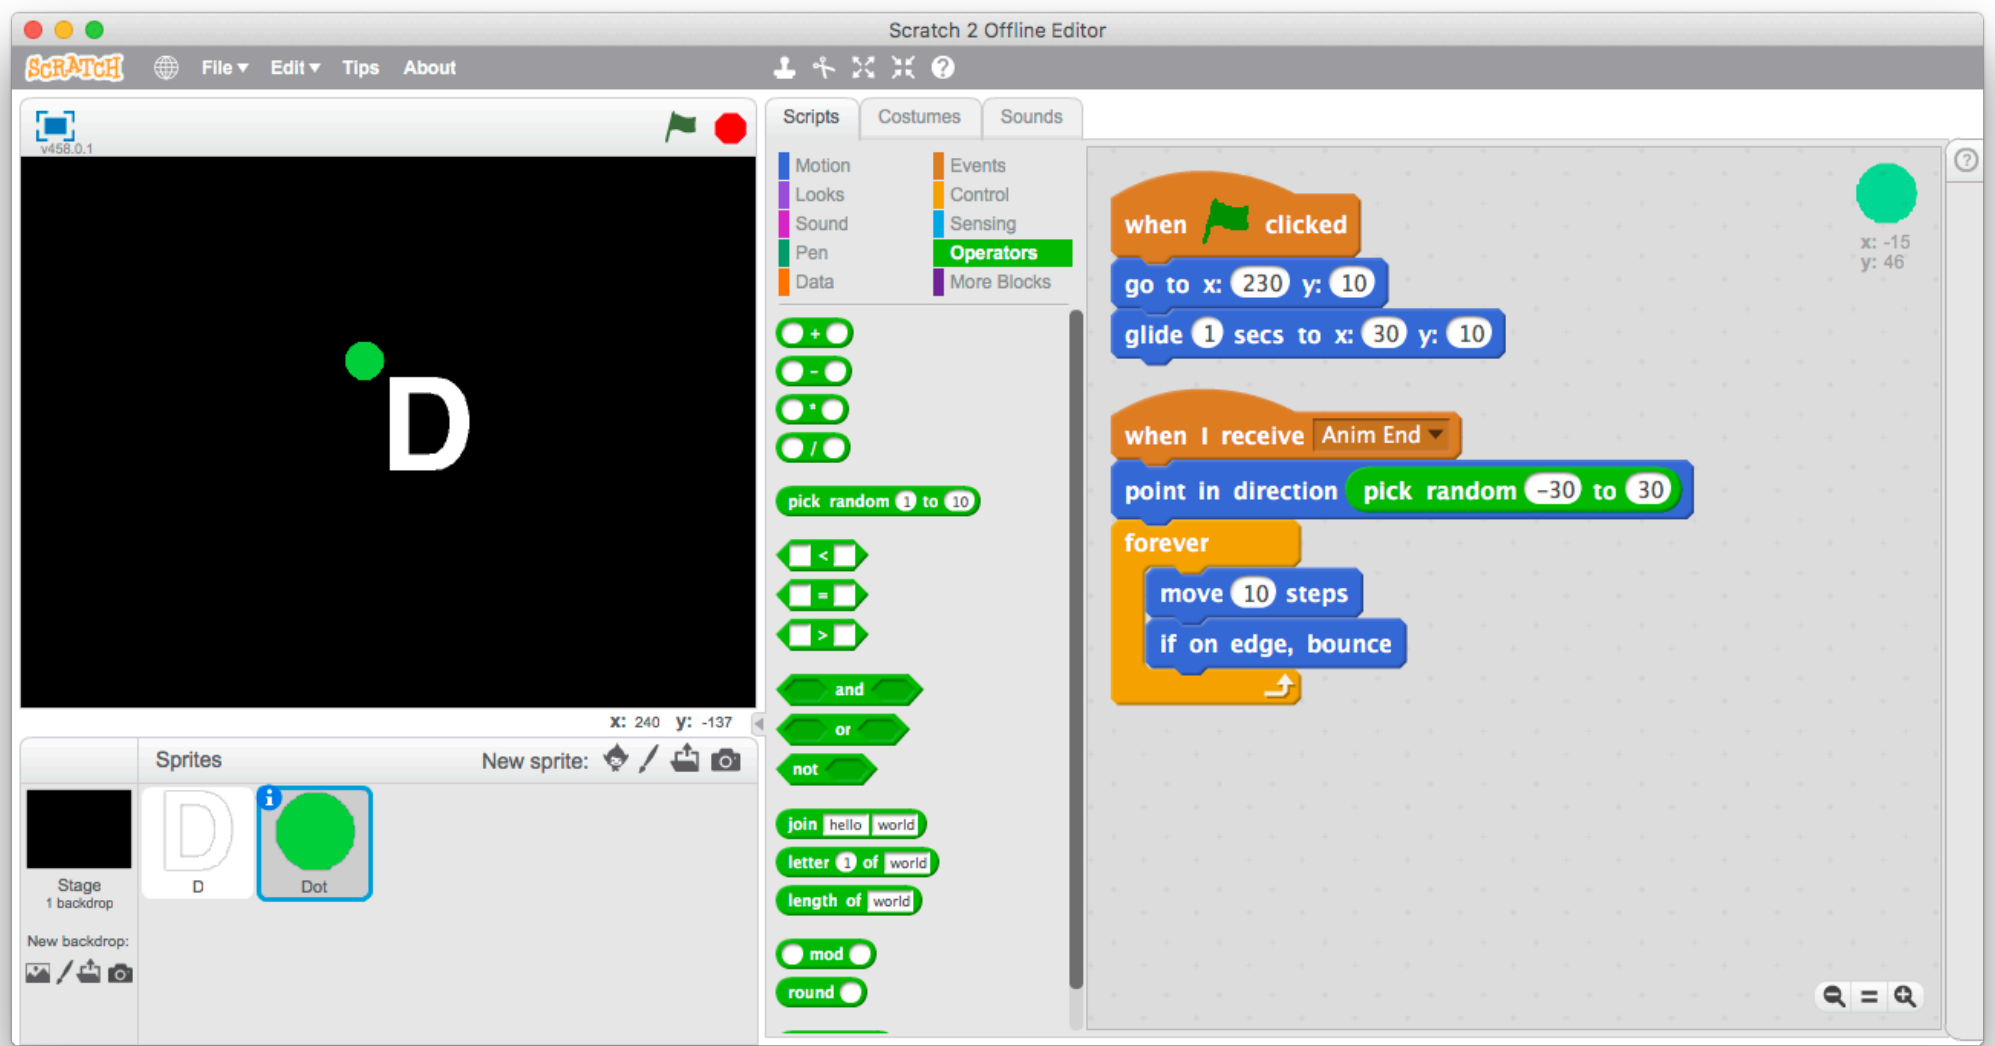 Scratch 2 Offline Editor
SCRATCH File Edit Tips About
v458.0.1
D
x: 240 y: -137
Sprites New sprite:
Stage
1 backdrop
New backdrop:
D
Dot
Scripts Costumes Sounds
Motion Events
Looks Control
Sound Sensing
Pen Operators
Data More Blocks
+
-
*
/
pick random 1 to 10
<
=
>
and
or
not
join hello world
letter 1 of world
length of world
mod
round
when clicked
go to x: 230 y: 10
glide 1 secs to x: 30 y: 10
when I receive Anim End
point in direction pick random -30 to 30
forever
move 10 steps
if on edge, bounce
x: -15
y: 46